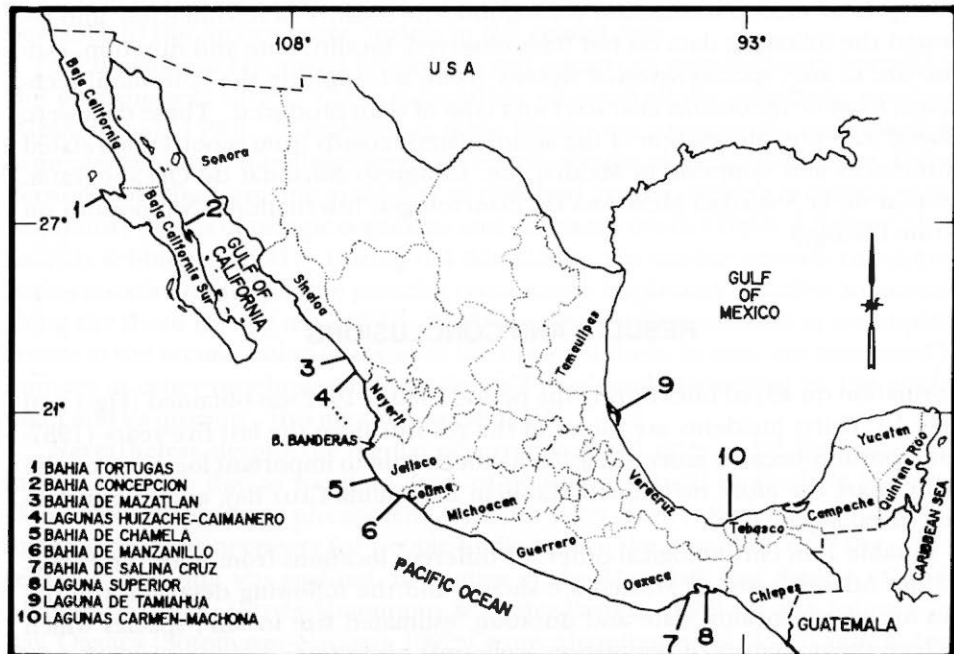 108°
93°
USA
Baja California
Sonora
1
2
27°
GULF OF CALIFORNIA
Baja California Sur
Sinaloa
GULF
OF
MEXICO
Tamaulipas
3
4
9
21°
Nayarit
B. BANDERAS
Yucatan
10
Quintana Roo
Jalisco
5
Colima
Veracruz
Campeche
Tabasco
6
Michoacan
CARIBBEAN SEA
Guerrero
PACIFIC OCEAN
Oaxaca
Chiapas
GUATEMALA
7
8
1 BAHIA TORTUGAS
2 BAHIA CONCEPCION
3 BAHIA DE MAZATLAN
4 LAGUNAS HUIZACHE-CAIMANERO
5 BAHIA DE CHAMELA
6 BAHIA DE MANZANILLO
7 BAHIA DE SALINA CRUZ
8 LAGUNA SUPERIOR
9 LAGUNA DE TAMIAHUA
10 LAGUNAS CARMEN-MACHONA